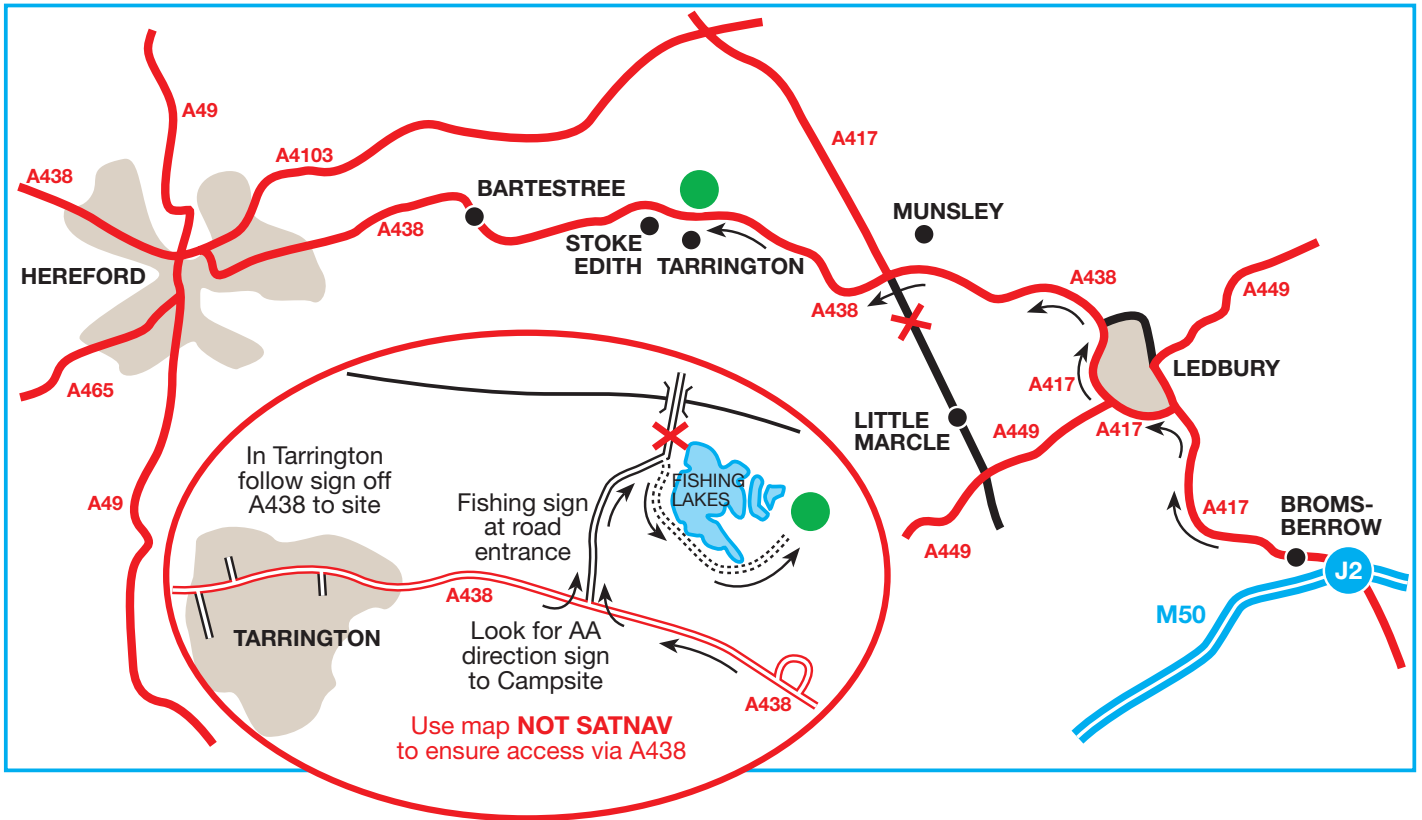 A49
A438
A4103
A417
BARTESTREE
MUNSLEY
A438
STOKE
EDITH
TARRINGTON
HEREFORD
A438
A438
A449
A465
A417
LEDBURY
LITTLE
MARCLE
A449
A417
A49
A417
BROMS-
BERROW
A449
J2
M50
In Tarrington
follow sign off
A438 to site
Fishing sign
at road
entrance
FISHING
LAKES
A438
TARRINGTON
Look for AA
direction sign
to Campsite
A438
Use map NOT SATNAV
to ensure access via A438